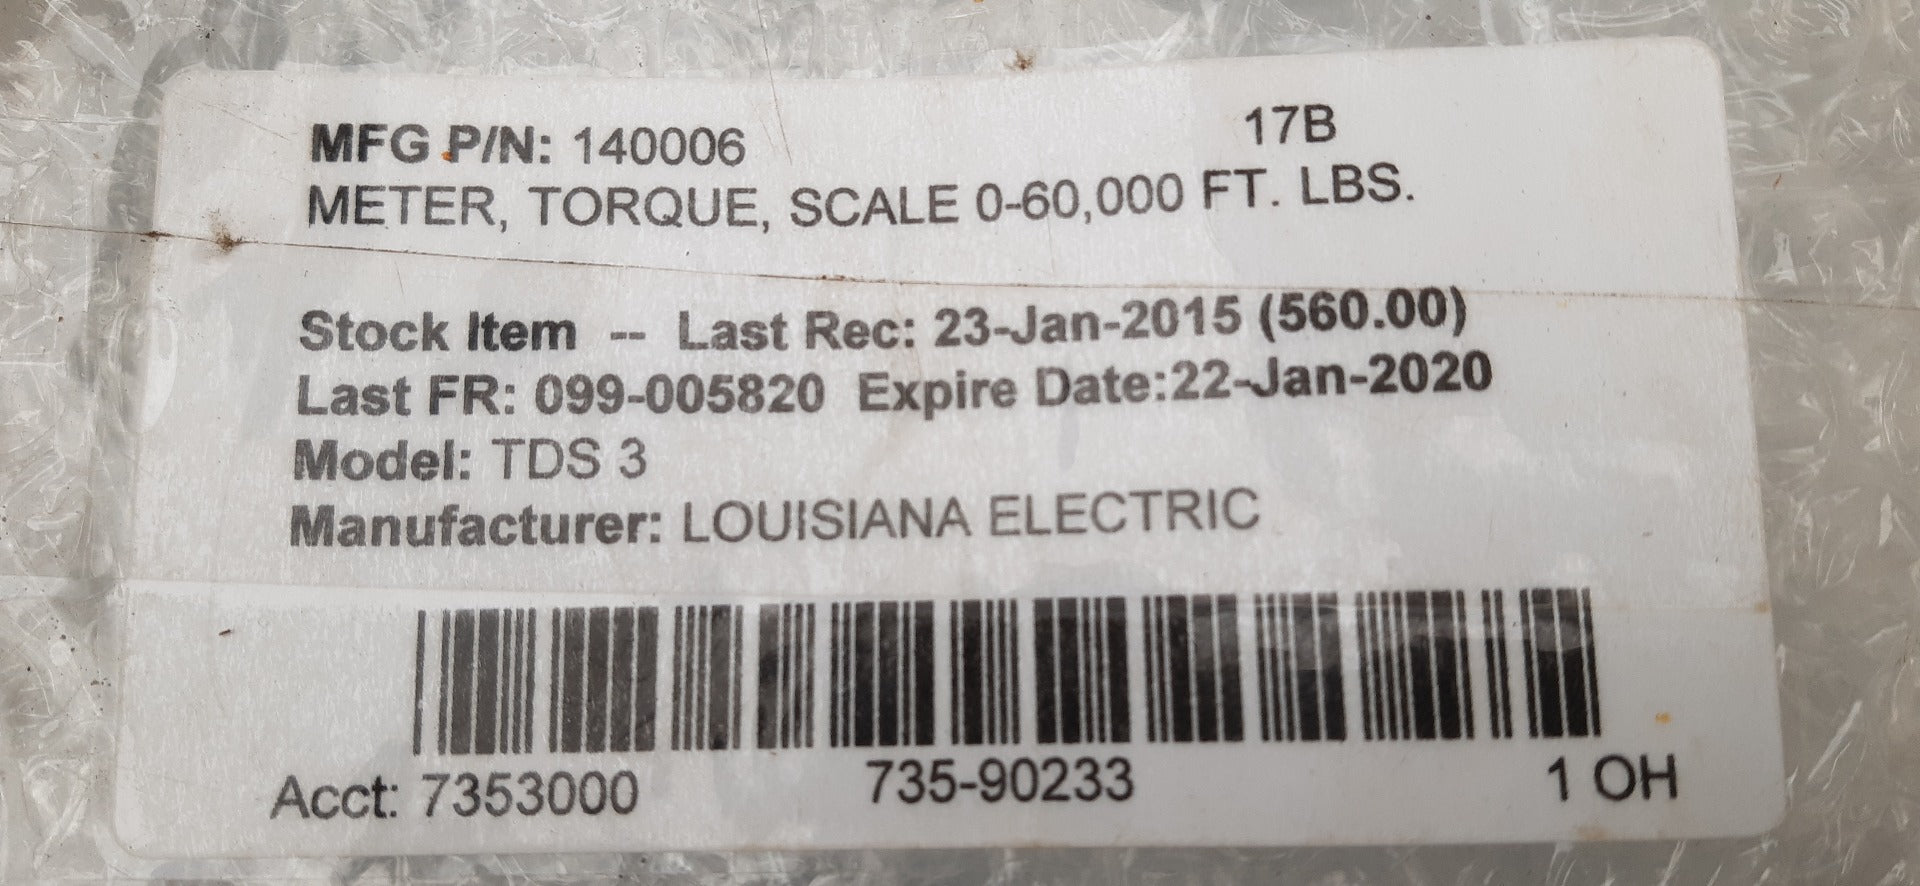 MFG P/N: 140006 17B
METER, TORQUE, SCALE 0-60,000 FT. LBS.
Stock Item -- Last Rec: 23-Jan-2015 (560.00)
Last FR: 099-005820 Expire Date:22-Jan-2020
Model: TDS 3
Manufacturer: LOUISIANA ELECTRIC
Acct: 7353000 735-90233 1 OH